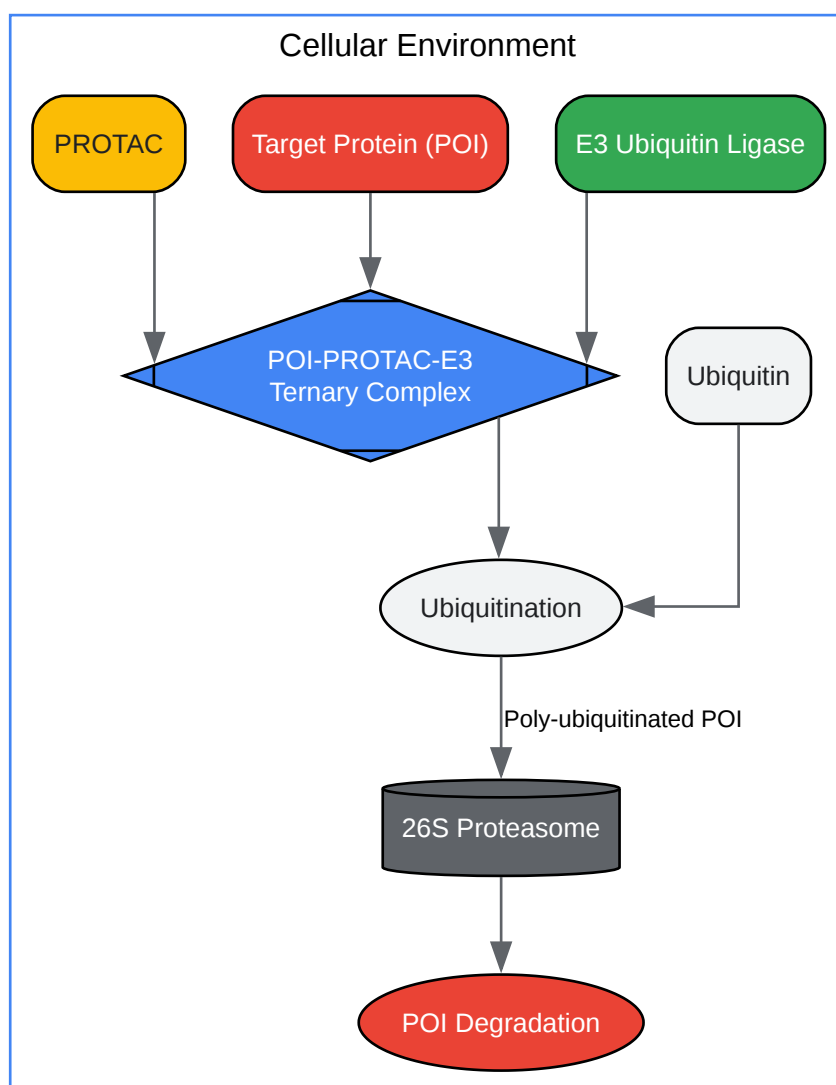 Cellular Environment
PROTAC
Target Protein (POI)
E3 Ubiquitin Ligase
POI-PROTAC-E3
Ternary Complex
Ubiquitin
Ubiquitination
Poly-ubiquitinated POI
26S Proteasome
POI Degradation